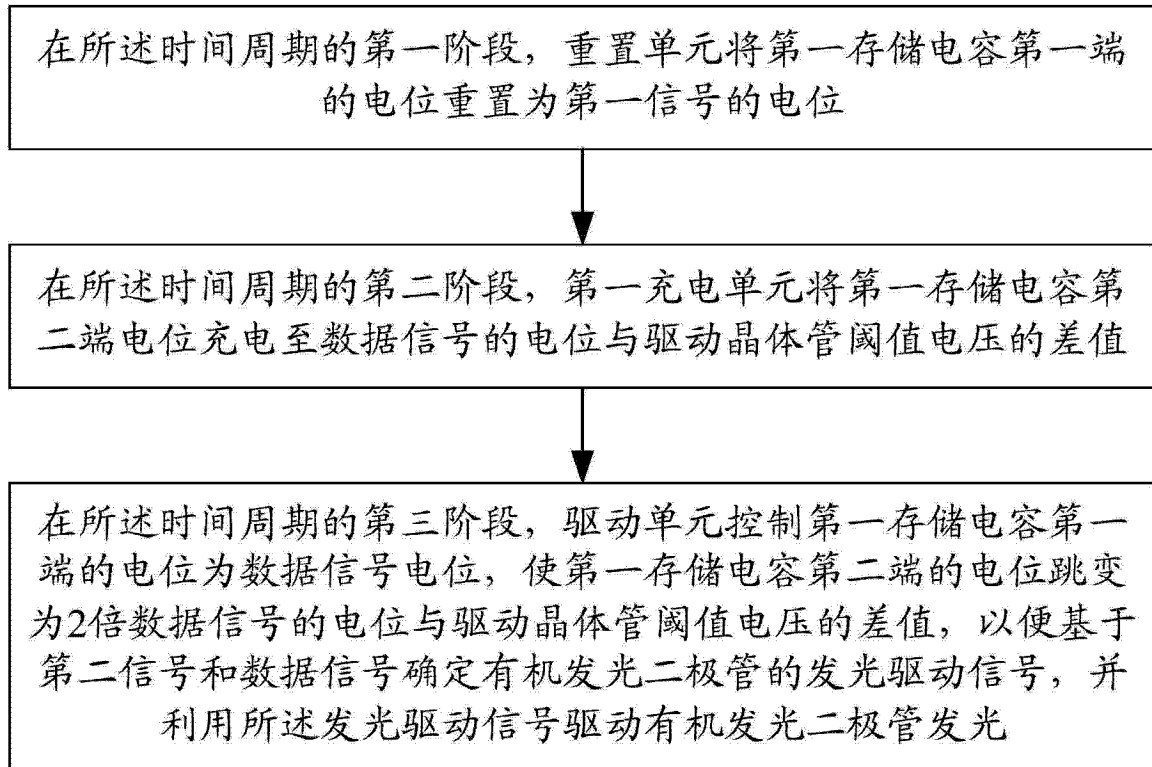 在所述时间周期的第一阶段，重置单元将第一存储电容第一端
的电位重置为第一信号的电位
在所述时间周期的第二阶段，第一充电单元将第一存储电容第
二端电位充电至数据信号的电位与驱动晶体管阈值电压的差值
在所述时间周期的第三阶段，驱动单元控制第一存储电容第一
端的电位为数据信号电位，使第一存储电容第二端的电位跳变
为2倍数据信号的电位与驱动晶体管阈值电压的差值，以便基于
第二信号和数据信号确定有机发光二极管的发光驱动信号，并
利用所述发光驱动信号驱动有机发光二极管发光